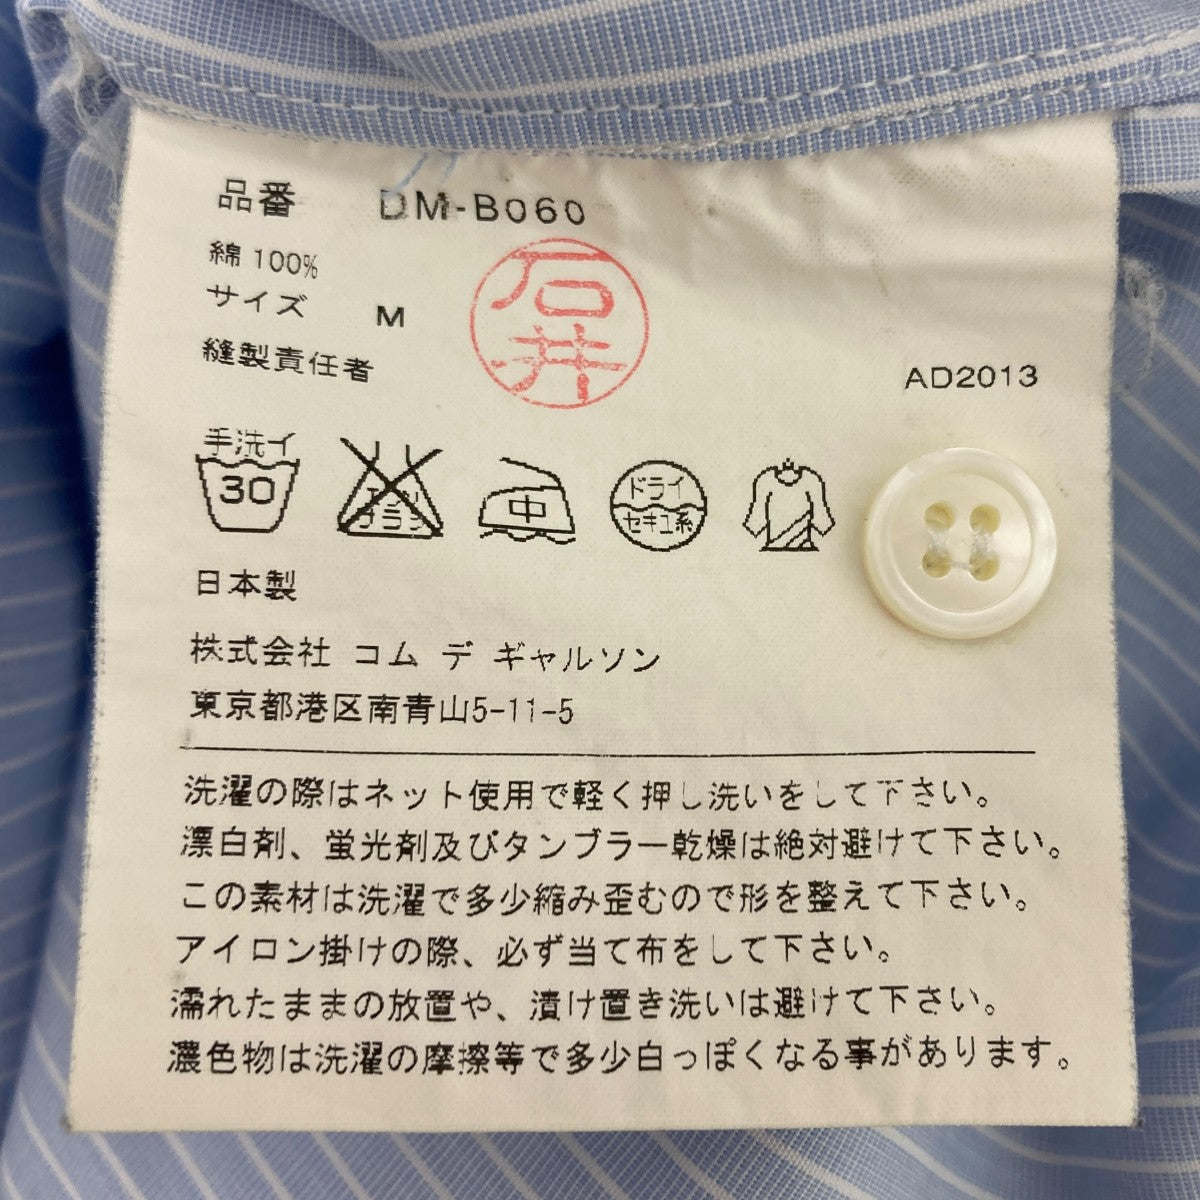 品番 DM-B060
綿 100%
サイズ M
縫製責任者
石井
AD2013
手洗イ
30
エンソ
フラシ
中
ドライ
セキユ系
日本製
株式会社 コム デ ギャルソン
東京都港区南青山5-11-5
洗濯の際はネット使用で軽く押し洗いをして下さい。
漂白剤、蛍光剤及びタンブラー乾燥は絶対避けて下さい。
この素材は洗濯で多少縮み歪むので形を整えて下さい。
アイロン掛けの際、必ず当て布をして下さい。
濡れたままの放置や、漬け置き洗いは避けて下さい。
濃色物は洗濯の摩擦等で多少白っぽくなる事があります。